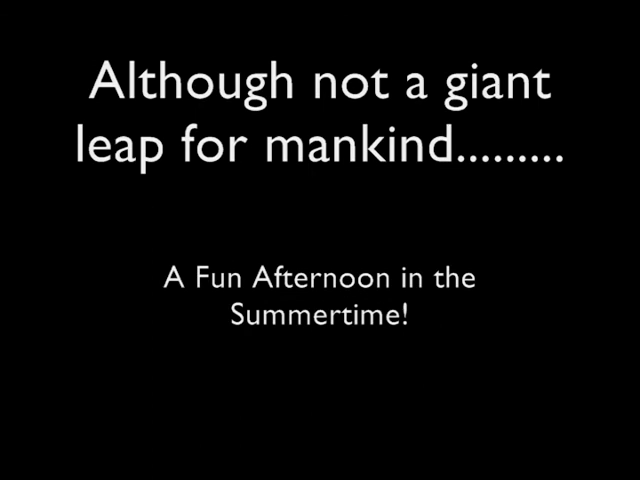 Although not a giant
leap for mankind.........
A Fun Afternoon in the
Summertime!